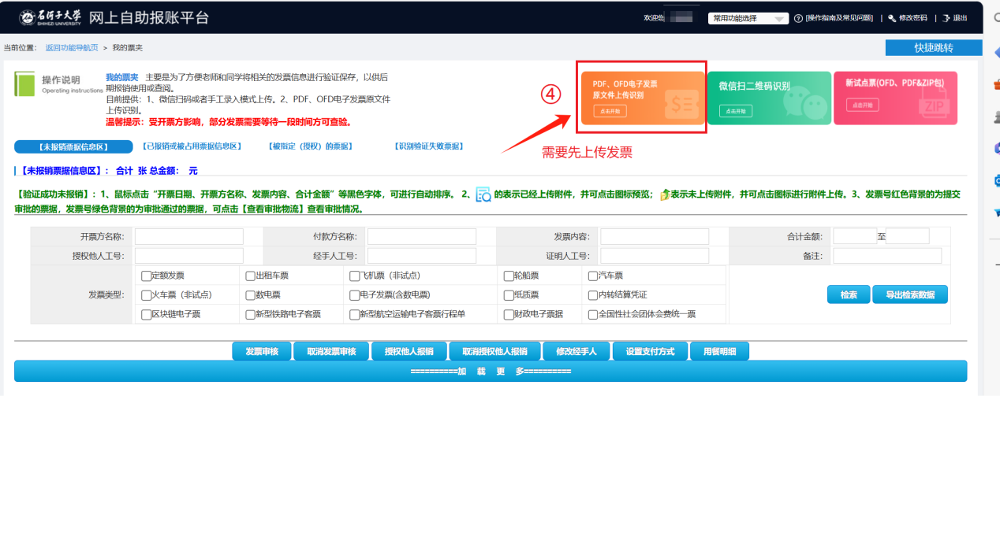 石河子大学 网上自助报账平台
SHIHEZI UNIVERSITY
欢迎您
常用功能选择
[操作指南及常见问题] | 修改密码 | 退出
当前位置: 返回功能导航页 > 我的票夹
快捷跳转
操作说明
Operating instructions
我的票夹 主要是为了方便老师和同学将相关的发票信息进行验证保存，以供后
期报销使用或查阅。
目前提供：1、微信扫码或者手工录入模式上传。2、PDF、OFD电子发票原文件
上传识别。
温馨提示：受开票方影响，部分发票需要等待一段时间方可查验。
④
PDF、OFD电子发票
原文件上传识别
点击开始
微信扫二维码识别
点击开始
新试点票(OFD、PDF&ZIP包)
点击开始
ZIP
需要先上传发票
【未报销票据信息区】 【已报销或被占用票据信息区】 【被指定（授权）的票据】 【识别验证失败票据】
【未报销票据信息区】： 合计 张 总金额： 元
【验证成功未报销】：1、鼠标点击“开票日期、开票方名称、发票内容、合计金额”等黑色字体，可进行自动排序。 2、 的表示已经上传附件，并可点击图标预览； 表示未上传附件，并可点击图标进行附件上传。3、发票号红色背景的为提交
审批的票据，发票号绿色背景的为审批通过的票据，可点击【查看审批物流】查看审批情况。
开票方名称: 付款方名称: 发票内容: 合计金额: 至
授权他人工号: 经手人工号: 证明人工号: 备注:
发票类型:
定额发票 出租车票 飞机票（非试点） 轮船票 汽车票
火车票（非试点） 数电票 电子发票(含数电票) 纸质票 内转结算凭证
区块链电子票 新型铁路电子客票 新型航空运输电子客票行程单 财政电子票据 全国性社会团体会费统一票
检索 导出检索数据
发票审核 取消发票审核 授权他人报销 取消授权他人报销 修改经手人 设置支付方式 用餐明细
==========加 载 更 多==========